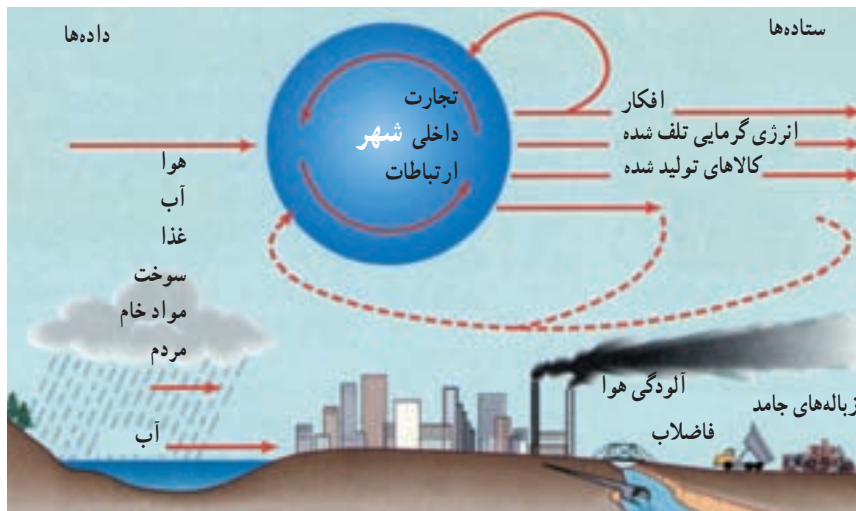 داده‌ها
ستاده‌ها
هوا
آب
غذا
سوخت
مواد خام
مردم
آب
تجارت
داخلی شهر
ارتباطات
افکار
انرژی گرمایی تلف شده
کالاهای تولید شده
آلودگی هوا
فاضلاب
زباله‌های جامد